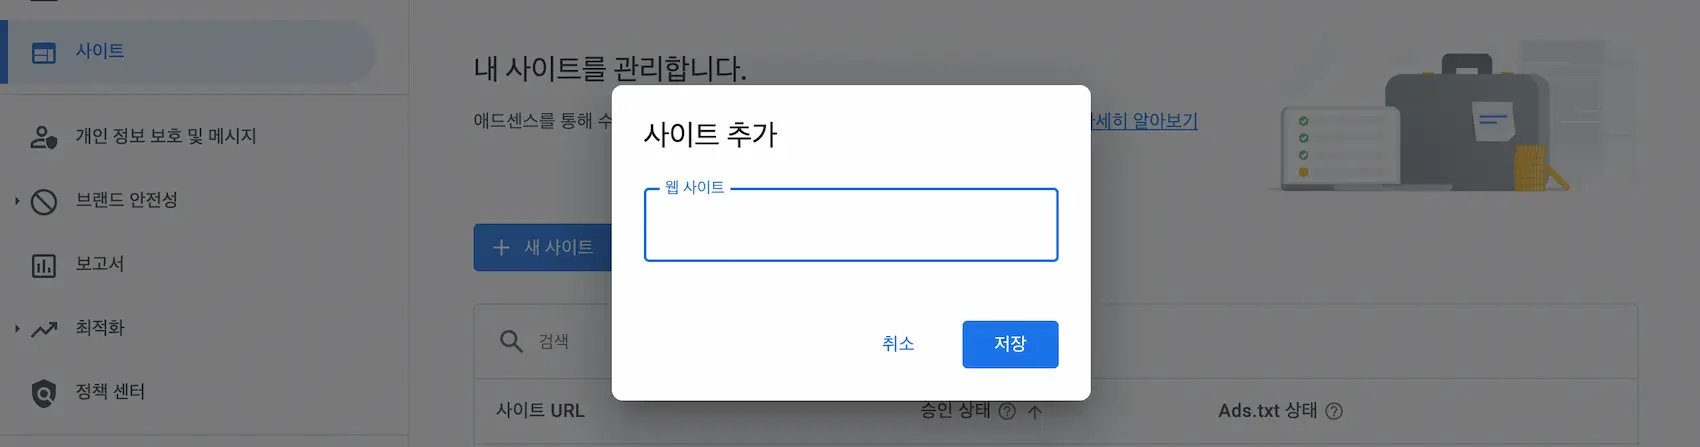 사이트
개인 정보 보호 및 메시지
브랜드 안전성
보고서
최적화
정책 센터
내 사이트를 관리합니다.
애드센스를 통해
알아보기
새 사이트
검색
사이트 URL
승인 상태
Ads.txt 상태
사이트 추가
웹 사이트
취소
저장